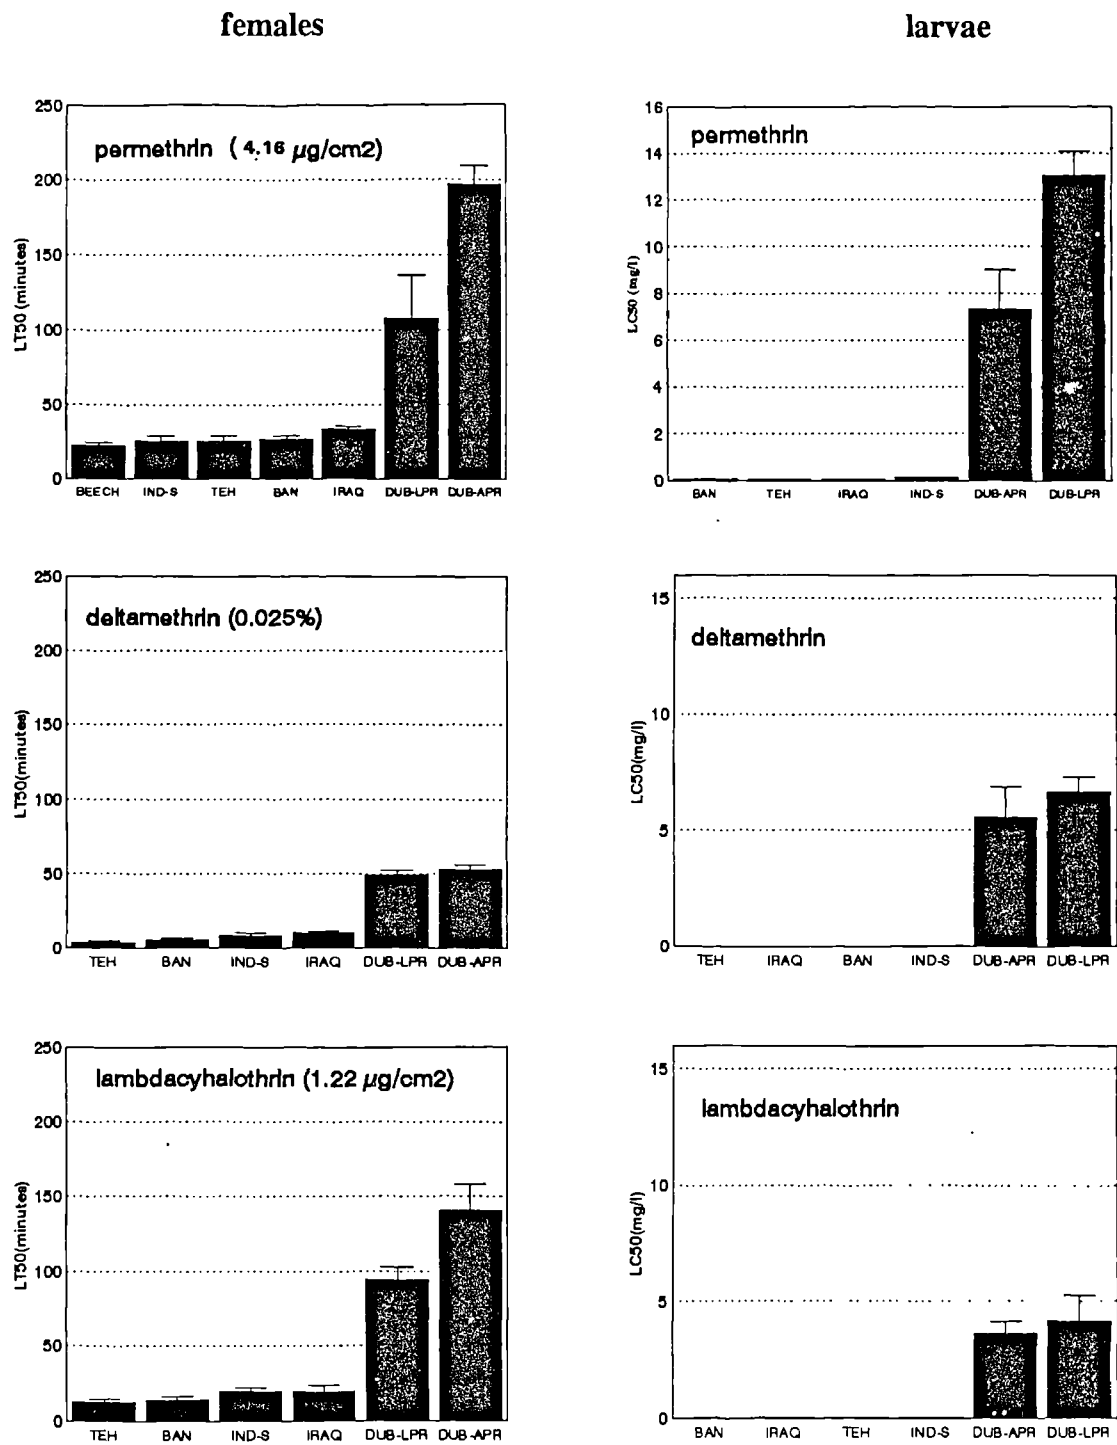 females
larvae
250
200
150
100
50
0
LT50 (minutes)
permethrin (4.16 µg/cm2)
BEECH IND-S TEH BAN IRAQ DUB-LPR DUB-APR
16
14
12
10
8
6
4
2
0
LC50 (mg/l)
permethrin
BAN TEH IRAQ IND-S DUB-APR DUB-LPR
250
200
150
100
50
0
LT50(minutes)
deltamethrin (0.025%)
TEH BAN IND-S IRAQ DUB-LPR DUB-APR
15
10
5
0
LC50(mg/l)
deltamethrin
TEH IRAQ BAN IND-S DUB-APR DUB-LPR
250
200
150
100
50
0
LT50(minutes)
lambdacyhalothrin (1.22 µg/cm2)
TEH BAN IND-S IRAQ DUB-LPR DUB-APR
15
10
5
0
LC50(mg/l)
lambdacyhalothrin
BAN IRAQ TEH IND-S DUB-APR DUB-LPR